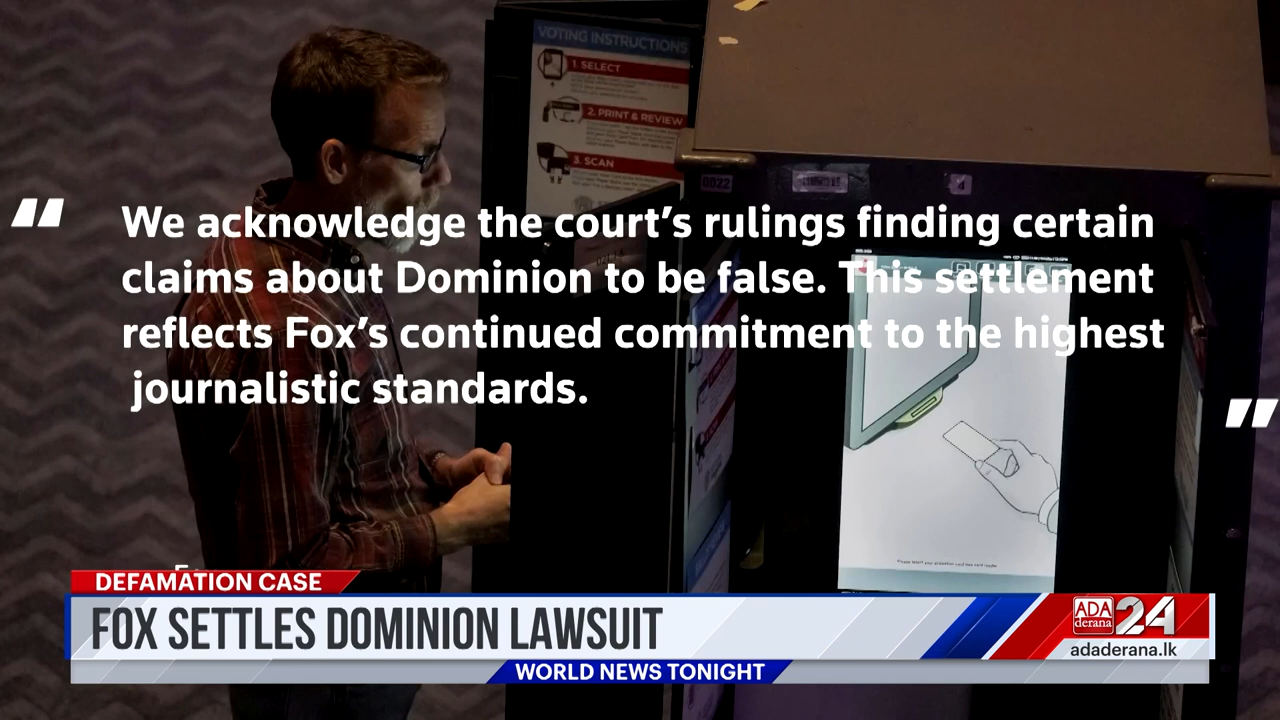 VOTING INSTRUCTIONS
1. SELECT
2. PRINT & REVIEW
3. SCAN
0022
“
We acknowledge the court’s rulings finding certain
claims about Dominion to be false. This settlement
reflects Fox’s continued commitment to the highest
journalistic standards.
“
DEFAMATION CASE
FOX SETTLES DOMINION LAWSUIT
WORLD NEWS TONIGHT
ADA
derana
24
adaderana.lk